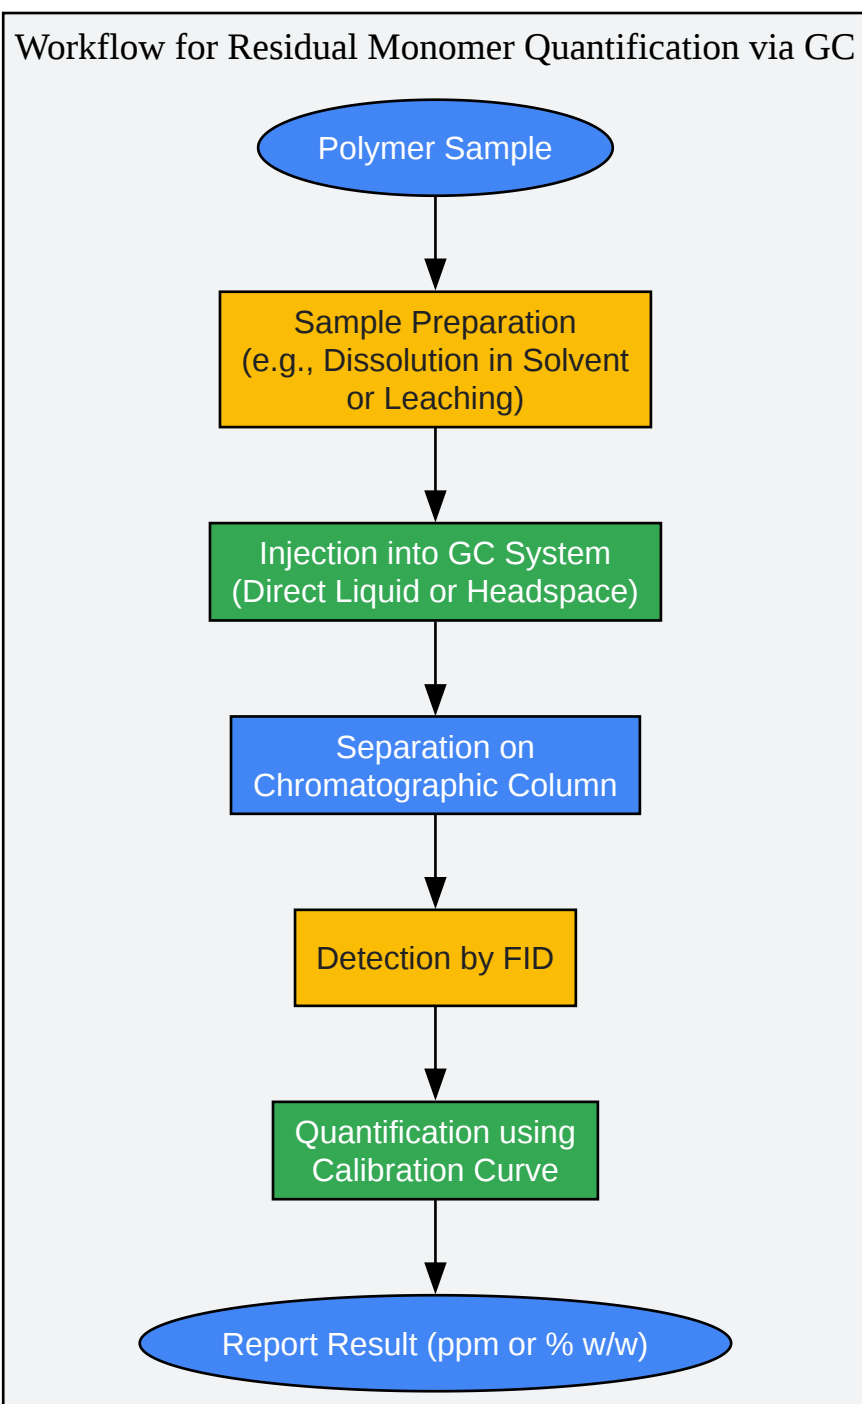 Workflow for Residual Monomer Quantification via GC
Polymer Sample
Sample Preparation
(e.g., Dissolution in Solvent
or Leaching)
Injection into GC System
(Direct Liquid or Headspace)
Separation on
Chromatographic Column
Detection by FID
Quantification using
Calibration Curve
Report Result (ppm or % w/w)